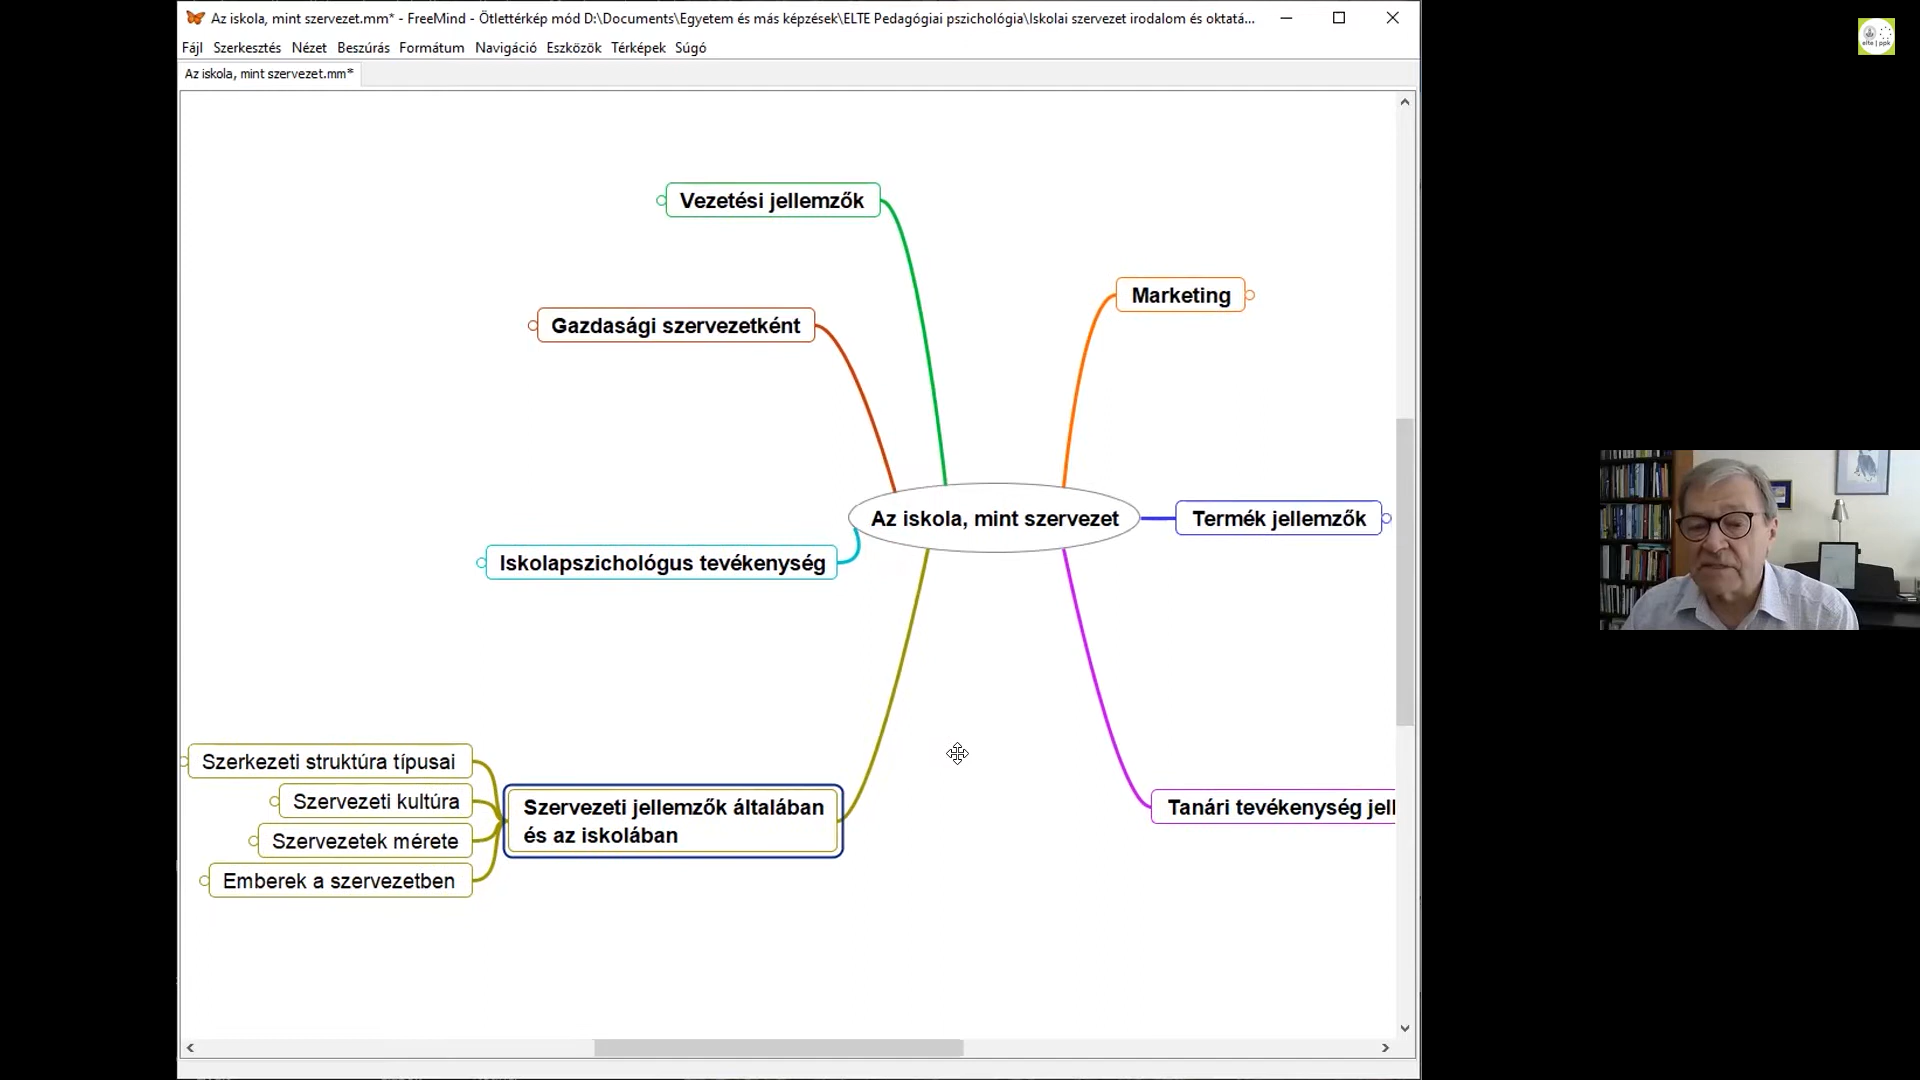 Az iskola, mint szervezet.mm* - FreeMind - Ötlettérkép mód D:\Documents\Egyetem és más képzések\ELTE Pedagógiai pszichológia\Iskolai szervezet irodalom és oktatá...
Fájl Szerkesztés Nézet Beszúrás Formátum Navigáció Eszközök Térképek Súgó
Az iskola, mint szervezet.mm*
elte | ppk
Vezetési jellemzők
Marketing
Gazdasági szervezetként
Az iskola, mint szervezet
Termék jellemzők
Iskolapszichológus tevékenység
Szerkezeti struktúra típusai
Szervezeti kultúra
Szervezetek mérete
Emberek a szervezetben
Szervezeti jellemzők általában
és az iskolában
Tanári tevékenység jell